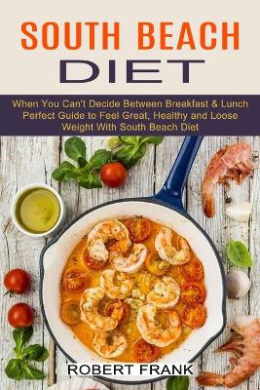 SOUTH BEACH
DIET
When You Can't Decide Between Breakfast & Lunch
Perfect Guide to Feel Great, Healthy and Loose
Weight With South Beach Diet
ROBERT FRANK